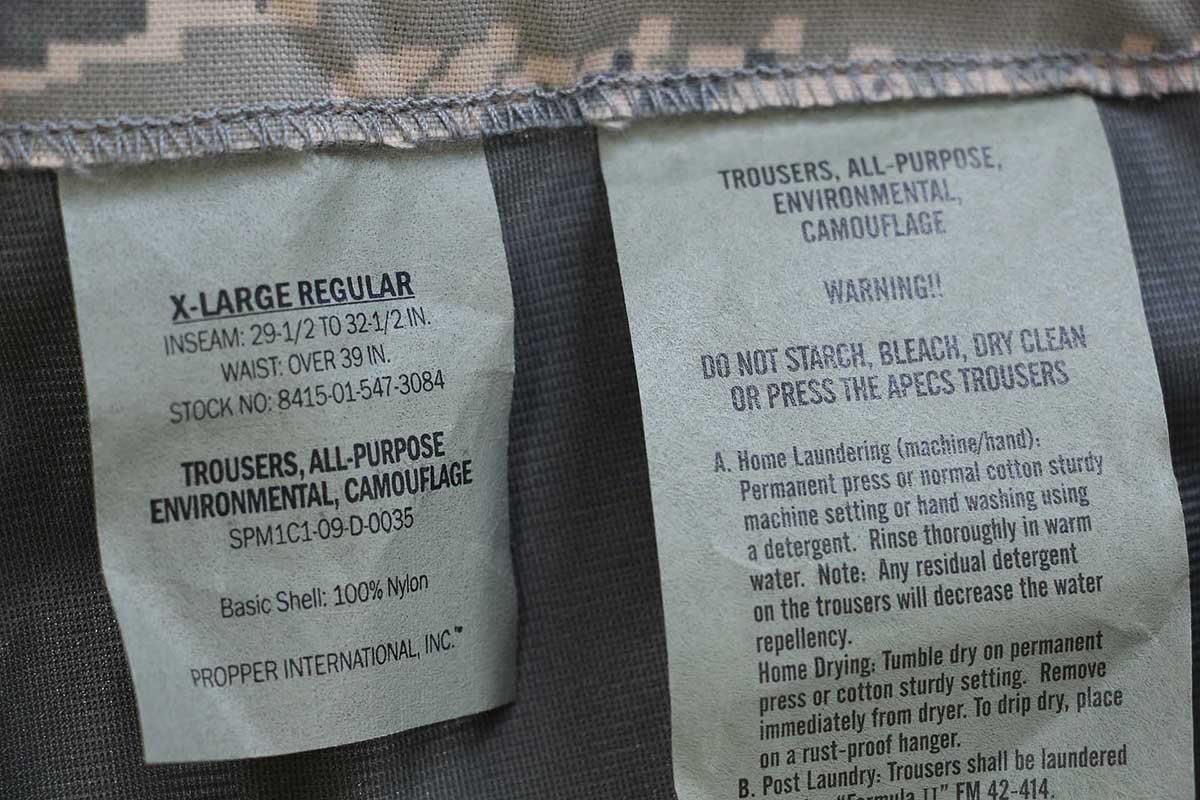 X-LARGE REGULAR
INSEAM: 29-1/2 TO 32-1/2 IN.
WAIST: OVER 39 IN.
STOCK NO: 8415-01-547-3084
TROUSERS, ALL-PURPOSE
ENVIRONMENTAL, CAMOUFLAGE
SPM1C1-09-D-0035
Basic Shell: 100% Nylon
PROPPER INTERNATIONAL, INC.™
TROUSERS, ALL-PURPOSE,
ENVIRONMENTAL,
CAMOUFLAGE
WARNING!!
DO NOT STARCH, BLEACH, DRY CLEAN
OR PRESS THE APECS TROUSERS
A. Home Laundering (machine/hand):
Permanent press or normal cotton sturdy
machine setting or hand washing using
a detergent. Rinse thoroughly in warm
water. Note: Any residual detergent
on the trousers will decrease the water
repellency.
Home Drying: Tumble dry on permanent
press or cotton sturdy setting. Remove
immediately from dryer. To drip dry, place
on a rust-proof hanger.
B. Post Laundry: Trousers shall be laundered
"Formula II" FM 42-414.